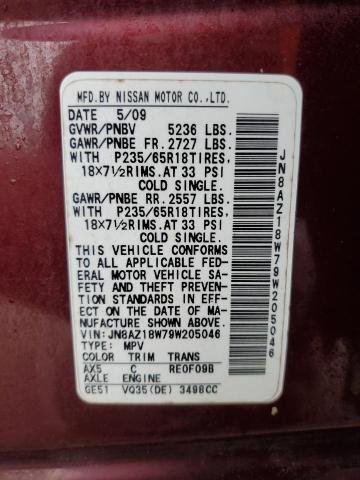 MFD.BY NISSAN MOTOR CO.,LTD.
DATE 5/09
GVWR/PNBV 5236 LBS.
GAWR/PNBE FR. 2727 LBS.
WITH P235/65R18TIRES,
18X7½RIMS.AT 33 PSI
COLD SINGLE.
GAWR/PNBE RR. 2557 LBS.
WITH P235/65R18TIRES,
18X7½RIMS.AT 33 PSI
COLD SINGLE.
THIS VEHICLE CONFORMS
TO ALL APPLICABLE FED-
ERAL MOTOR VEHICLE SA-
FETY AND THEFT PREVENTION
STANDARDS IN EFFECT
ON THE DATE OF MA-
NUFACTURE SHOWN ABOVE.
VIN:JN8AZ18W79W205046
TYPE: MPV
COLOR TRIM TRANS
AX5 C RE0F09B
AXLE ENGINE
GE51 VQ35(DE) 3498CC
JN8AZ18W79W205046